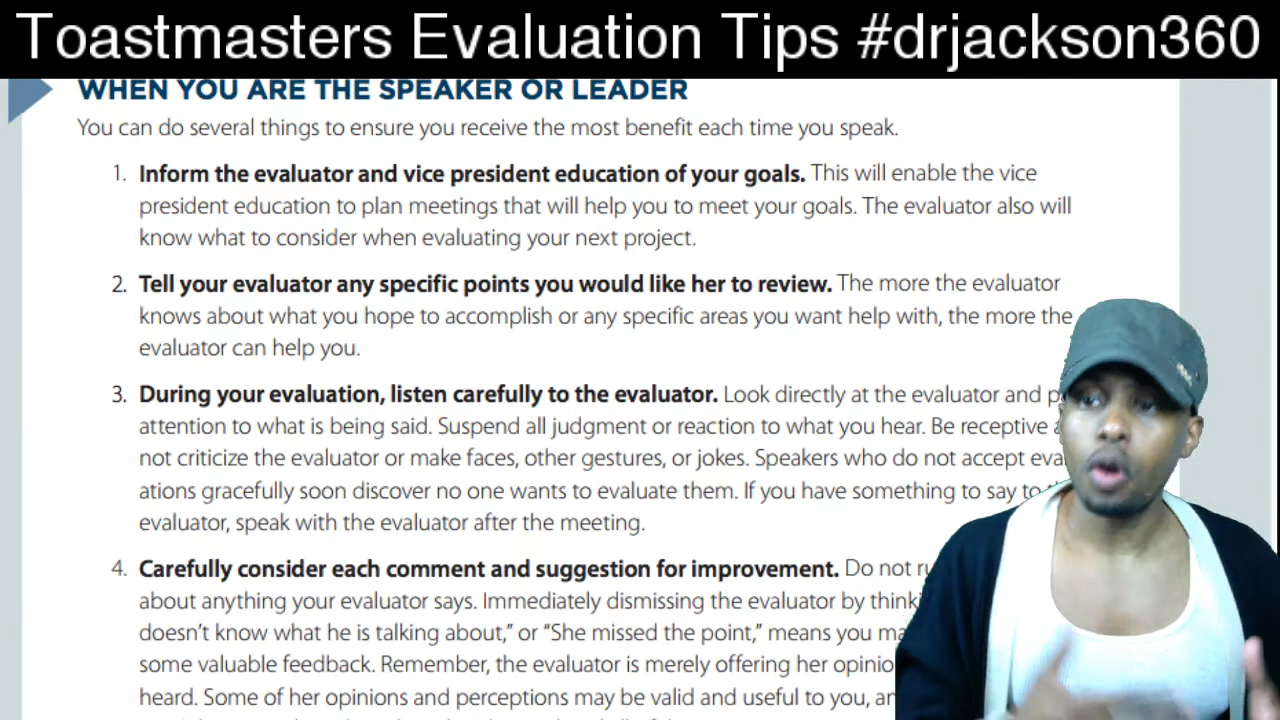 Toastmasters Evaluation Tips #drjackson360
WHEN YOU ARE THE SPEAKER OR LEADER
You can do several things to ensure you receive the most benefit each time you speak.
1. Inform the evaluator and vice president education of your goals. This will enable the vice
president education to plan meetings that will help you to meet your goals. The evaluator also will
know what to consider when evaluating your next project.
2. Tell your evaluator any specific points you would like her to review. The more the evaluator
knows about what you hope to accomplish or any specific areas you want help with, the more the
evaluator can help you.
3. During your evaluation, listen carefully to the evaluator. Look directly at the evaluator and
attention to what is being said. Suspend all judgment or reaction to what you hear. Be receptive
not criticize the evaluator or make faces, other gestures, or jokes. Speakers who do not accept
ations gracefully soon discover no one wants to evaluate them. If you have something to say to
evaluator, speak with the evaluator after the meeting.
4. Carefully consider each comment and suggestion for improvement. Do not
about anything your evaluator says. Immediately dismissing the evaluator by
doesn’t know what he is talking about,” or “She missed the point,” means you
some valuable feedback. Remember, the evaluator is merely offering her
heard. Some of her opinions and perceptions may be valid and useful to you,